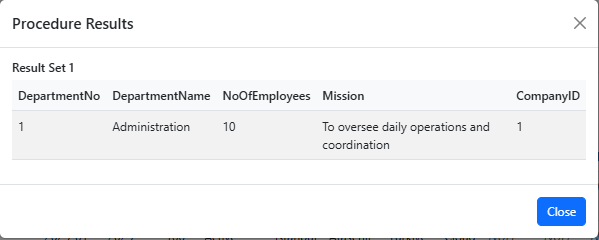 Procedure Results
Result Set 1
DepartmentNo DepartmentName NoOfEmployees Mission CompanyID
1 Administration 10 To oversee daily operations and 1
coordination
Close